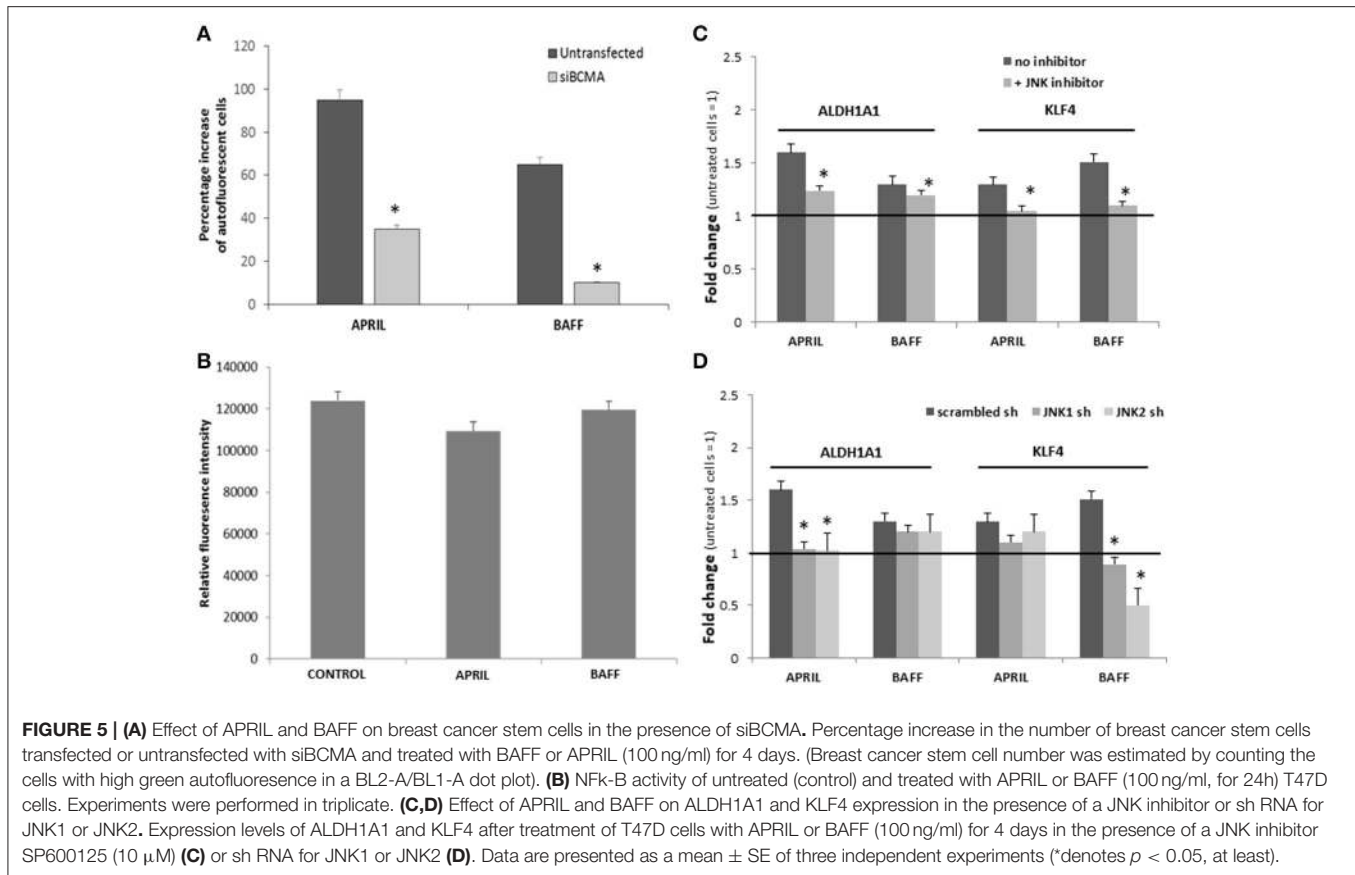 A
120
100
80
60
40
20
0
Percentage increase
of autofluorescent cells
Untransfected
siBCMA
*
*
APRIL
BAFF
B
140000
120000
100000
80000
60000
40000
20000
0
Relative fluoresence intensity
CONTROL
APRIL
BAFF
C
2.5
2
1.5
1
0.5
0
Fold change (untreated cells = 1)
no inhibitor
+ JNK inhibitor
ALDH1A1
KLF4
*
*
*
*
APRIL
BAFF
APRIL
BAFF
D
2.5
2
1.5
1
0.5
0
Fold change (untreated cells = 1)
scrambled sh
JNK1 sh
JNK2 sh
ALDH1A1
KLF4
*
*
*
*
APRIL
BAFF
APRIL
BAFF
FIGURE 5 | (A) Effect of APRIL and BAFF on breast cancer stem cells in the presence of siBCMA. Percentage increase in the number of breast cancer stem cells
transfected or untransfected with siBCMA and treated with BAFF or APRIL (100 ng/ml) for 4 days. (Breast cancer stem cell number was estimated by counting the
cells with high green autofluoresence in a BL2-A/BL1-A dot plot). (B) NFk-B activity of untreated (control) and treated with APRIL or BAFF (100 ng/ml, for 24h) T47D
cells. Experiments were performed in triplicate. (C,D) Effect of APRIL and BAFF on ALDH1A1 and KLF4 expression in the presence of a JNK inhibitor or sh RNA for
JNK1 or JNK2. Expression levels of ALDH1A1 and KLF4 after treatment of T47D cells with APRIL or BAFF (100 ng/ml) for 4 days in the presence of a JNK inhibitor
SP600125 (10 μM) (C) or sh RNA for JNK1 or JNK2 (D). Data are presented as a mean ± SE of three independent experiments (*denotes p < 0.05, at least).